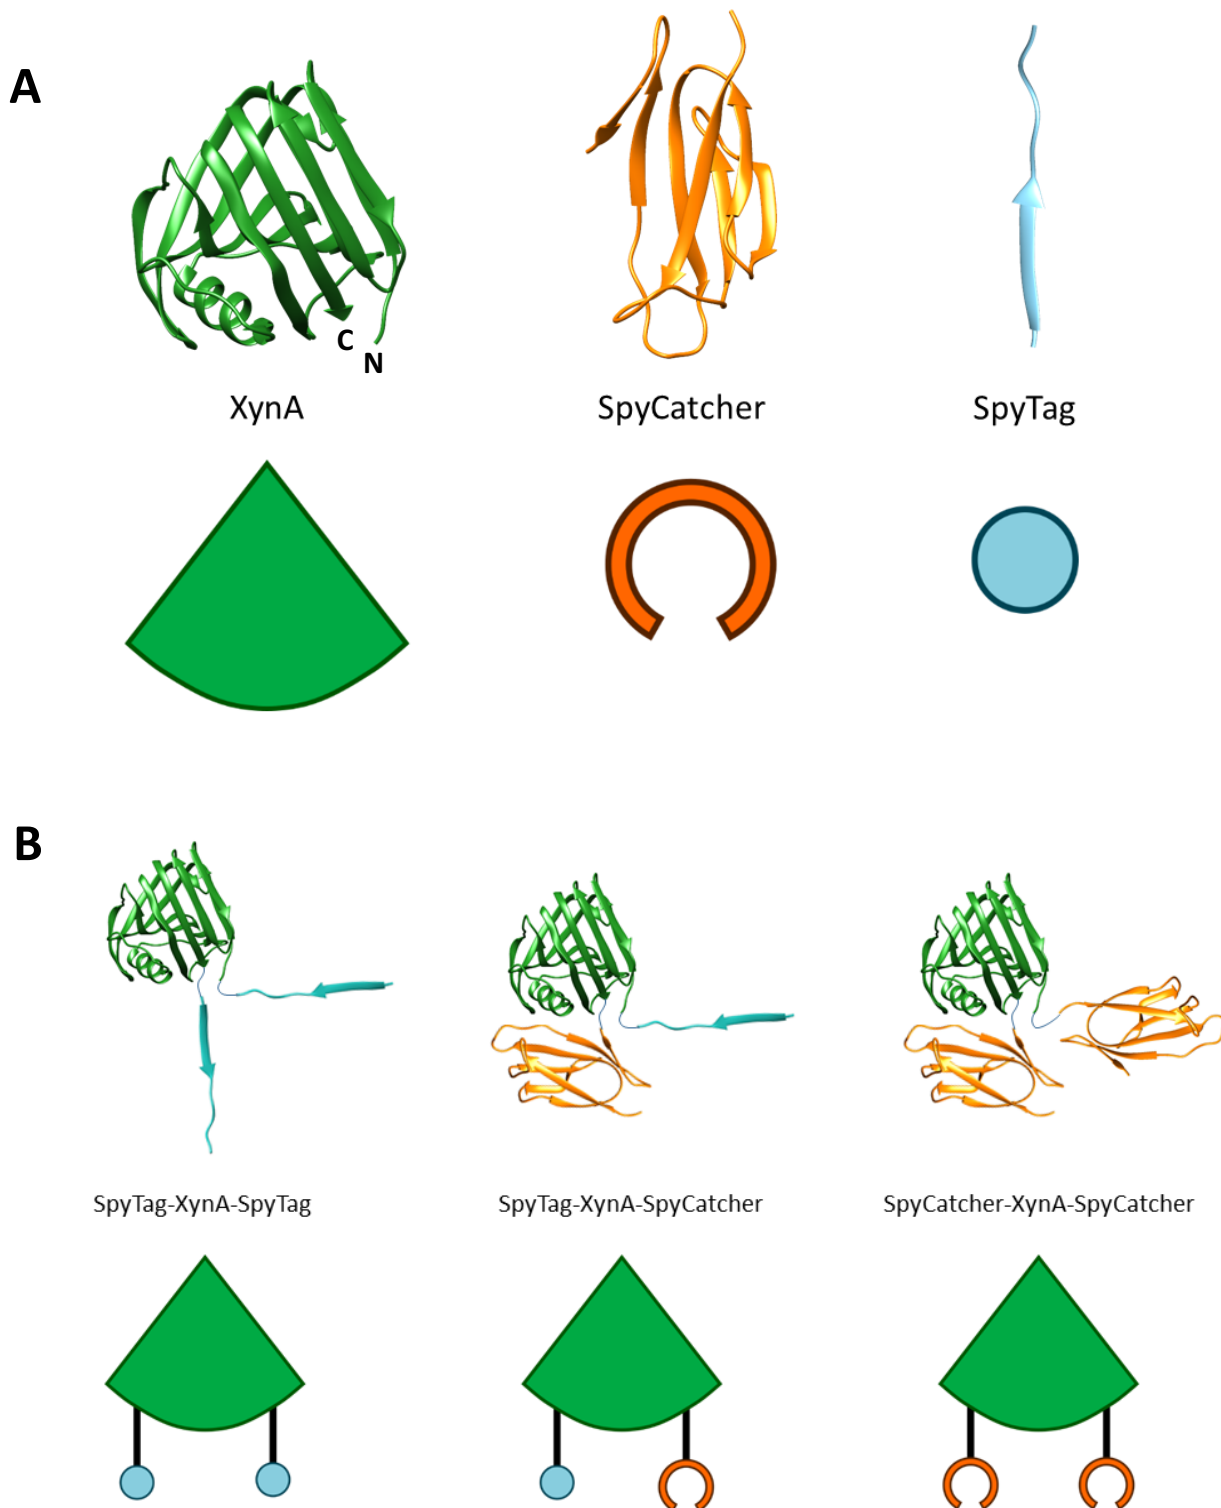 A
C
N
XynA
SpyCatcher
SpyTag
B
SpyTag-XynA-SpyTag
SpyTag-XynA-SpyCatcher
SpyCatcher-XynA-SpyCatcher